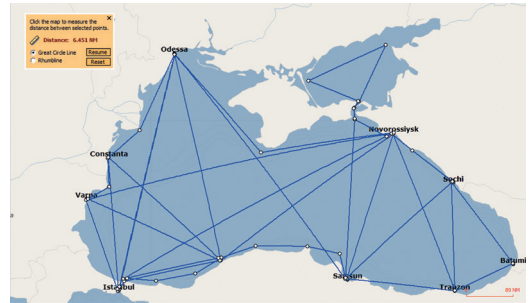 Click the map to measure the
distance between selected points.
Distance: 6.451 NM
Great Circle Line
Resume
Rhumbline
Reset
Odessa
Novorossiysk
Constanta
Sochi
Varna
Batumi
Istanbul
Samsun
Trabzon
89 NM